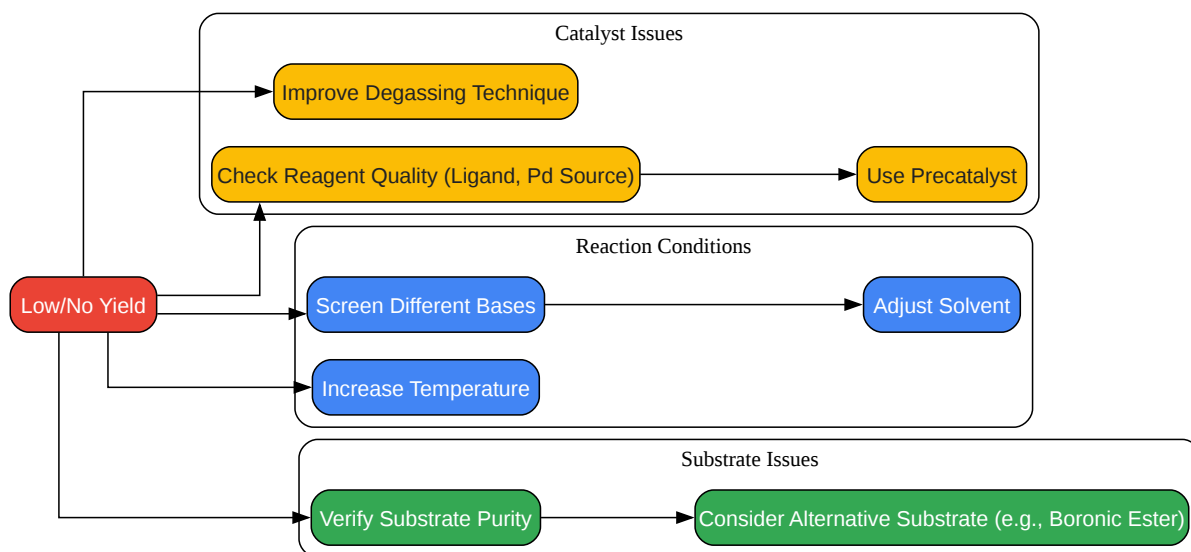 Catalyst Issues
Improve Degassing Technique
Check Reagent Quality (Ligand, Pd Source)
Use Precatalyst
Reaction Conditions
Low/No Yield
Screen Different Bases
Adjust Solvent
Increase Temperature
Substrate Issues
Verify Substrate Purity
Consider Alternative Substrate (e.g., Boronic Ester)